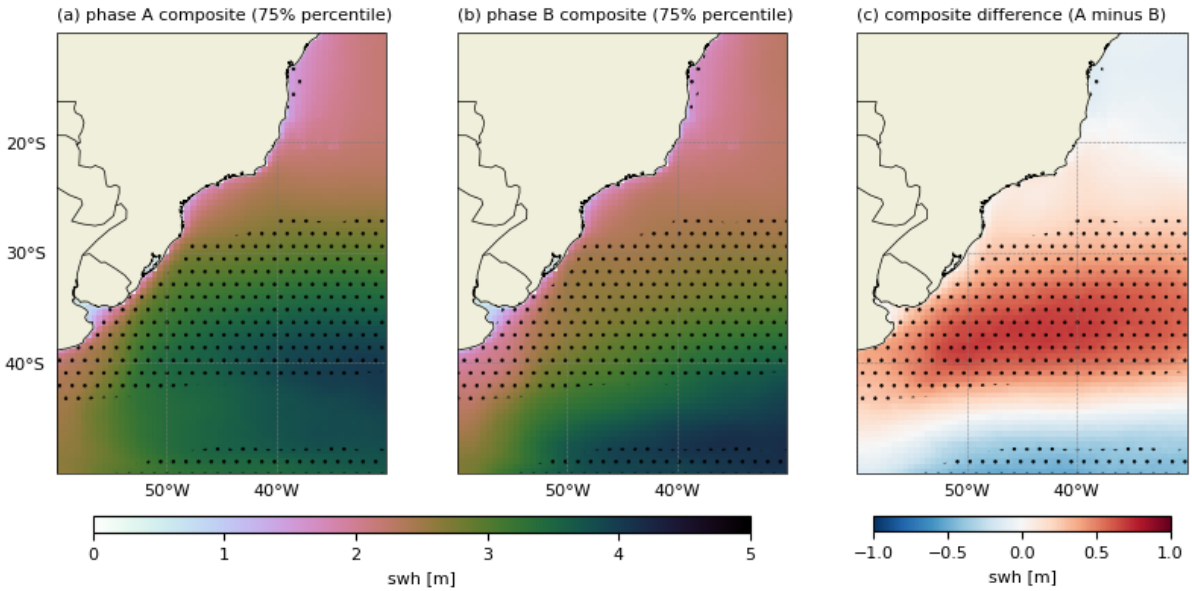 (a) phase A composite (75% percentile)
(b) phase B composite (75% percentile)
(c) composite difference (A minus B)
20°S
30°S
40°S
50°W 40°W
50°W 40°W
50°W 40°W
0 1 2 3 4 5
swh [m]
−1.0 −0.5 0.0 0.5 1.0
swh [m]